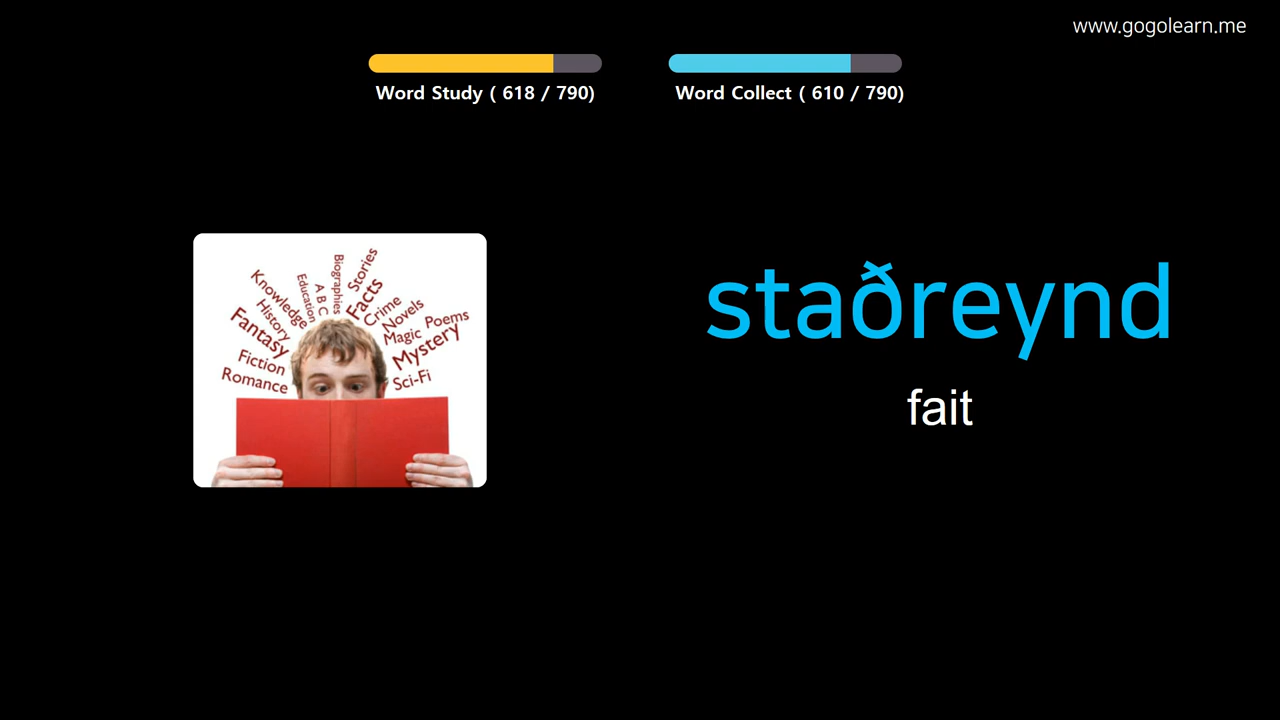 www.gogolearn.me
Word Study ( 618 / 790)
Word Collect ( 610 / 790)
Stories
Biographies
Facts
Knowledge
Education
A B C
Crime
History
Novels
Poems
Fantasy
Magic
Mystery
Fiction
Romance
Sci-Fi
staðreynd
fait